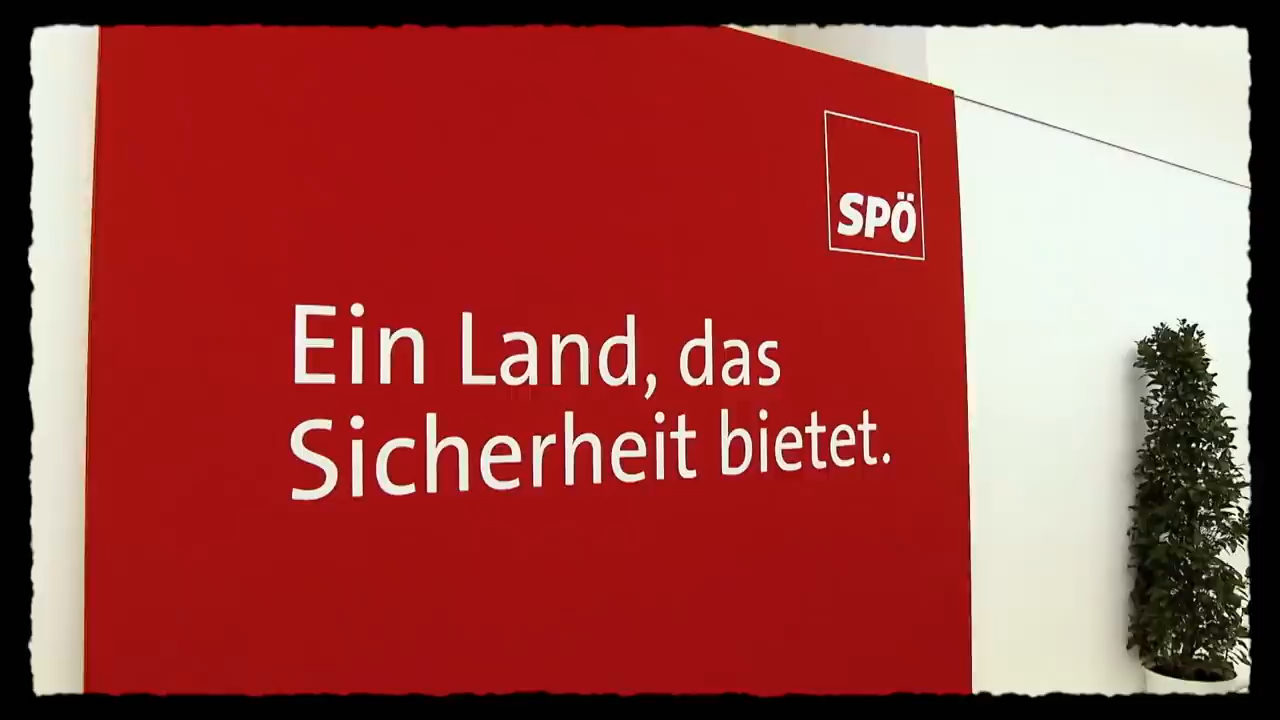 SPÖ
Ein Land, das
Sicherheit bietet.